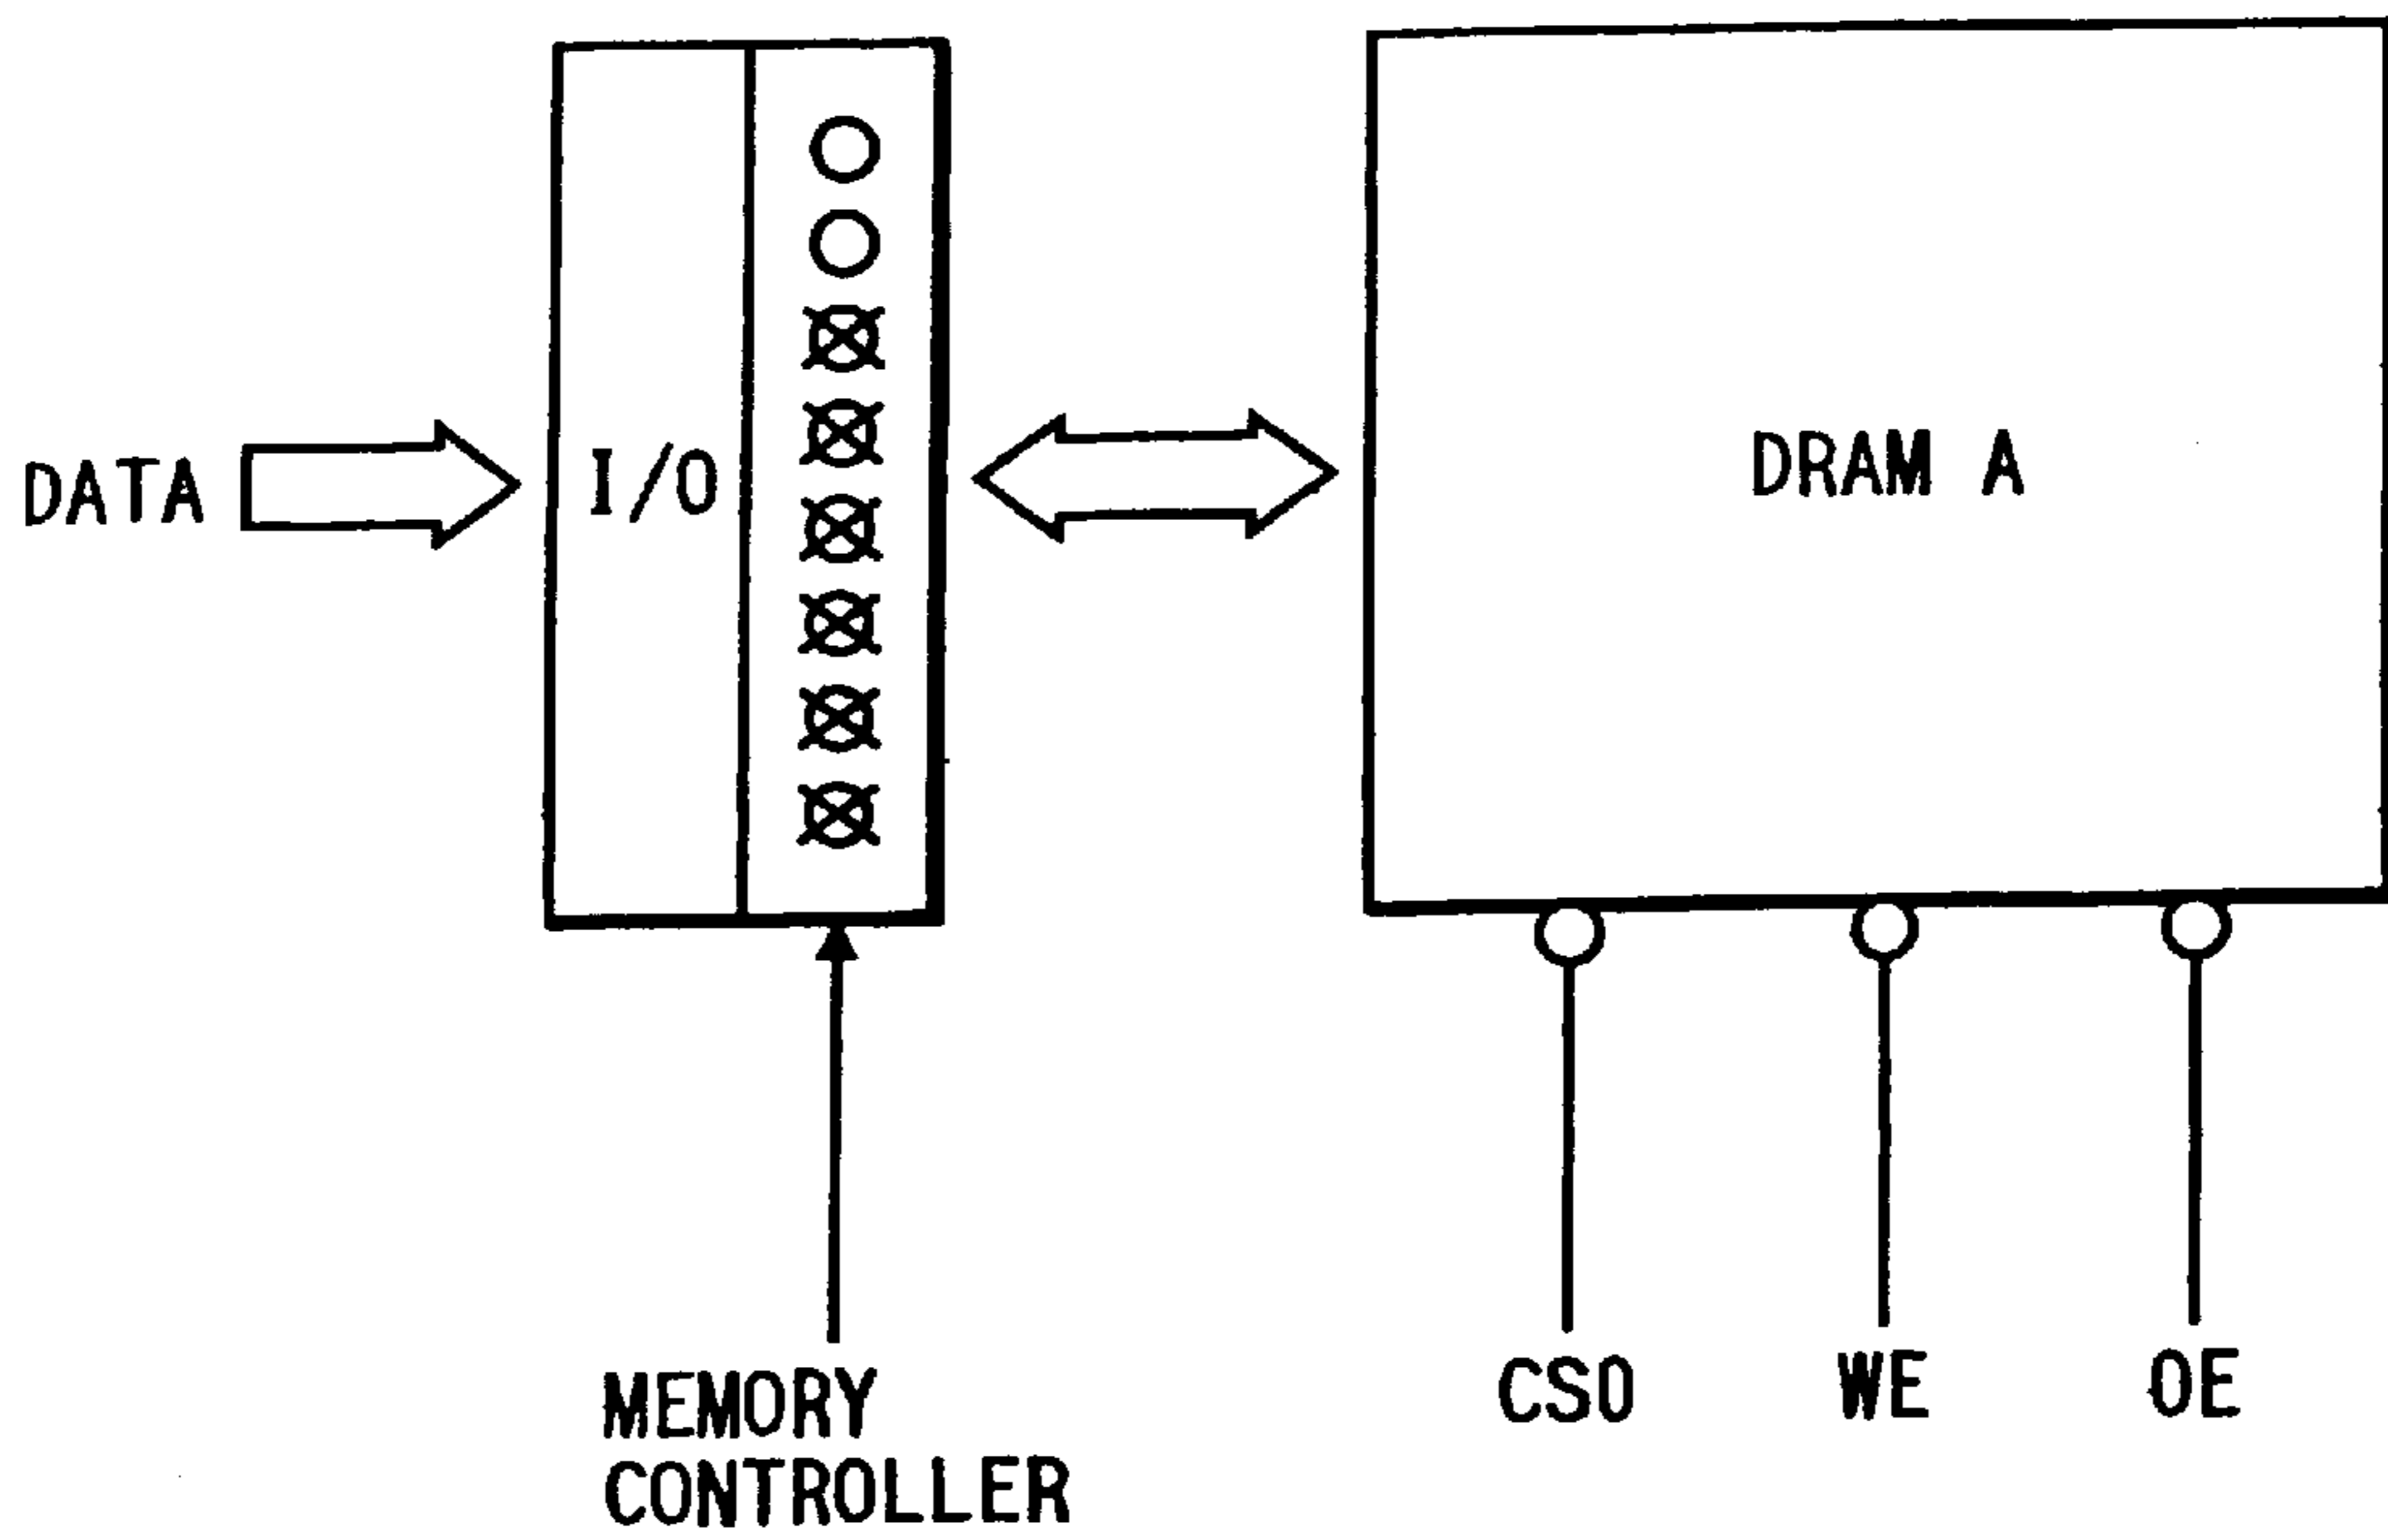 DATA
I/O
DRAM A
MEMORY
CONTROLLER
CS0
WE
OE